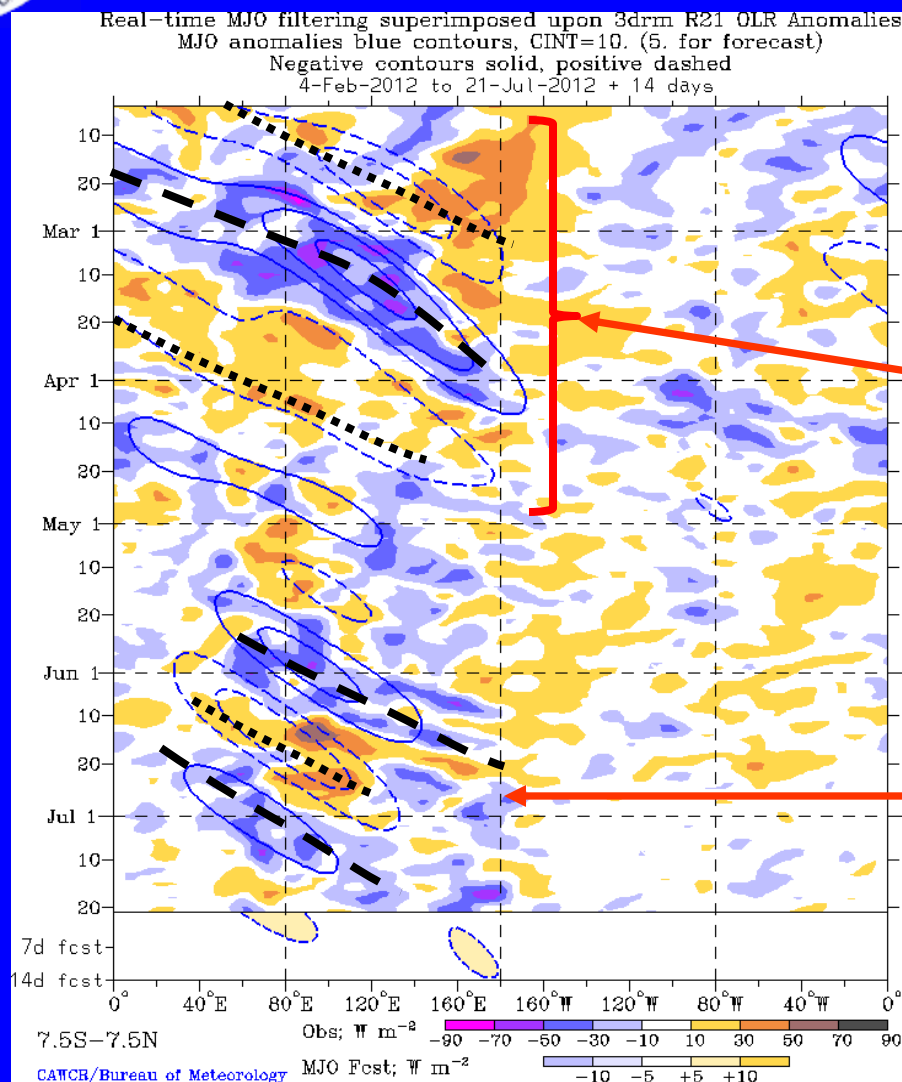 Real-time MJO filtering superimposed upon 3drm R21 OLR Anomalies
MJO anomalies blue contours, CINT=10. (5. for forecast)
Negative contours solid, positive dashed
4-Feb-2012 to 21-Jul-2012 + 14 days
10
20
Mar 1
10
20
Apr 1
10
20
May 1
10
20
Jun 1
10
20
Jul 1
10
20
7d fcst
14d fcst
0° 40°E 80°E 120°E 160°E 160°W 120°W 80°W 40°W 0°
7.5S-7.5N
Obs; W m⁻²
-90 -70 -50 -30 -10 10 30 50 70 90
CAWCR/Bureau of Meteorology
MJO Fcst; W m⁻²
-10 -5 +5 +10